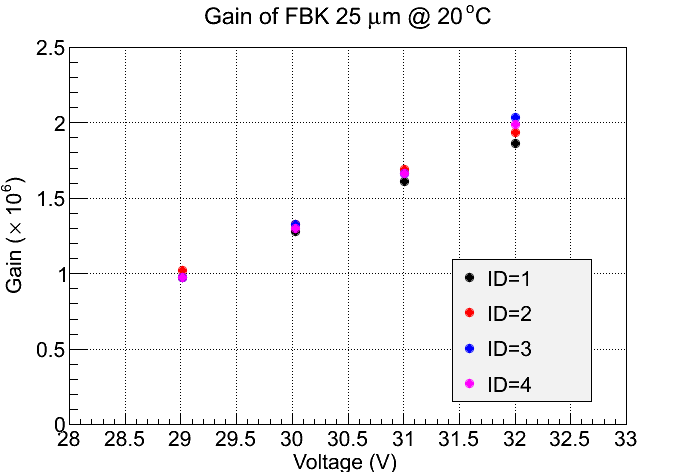 Gain of FBK 25 μm @ 20 °C
Gain (× 10⁶)
2.5
2
1.5
1
0.5
0
28 28.5 29 29.5 30 30.5 31 31.5 32 32.5 33
Voltage (V)
ID=1
ID=2
ID=3
ID=4